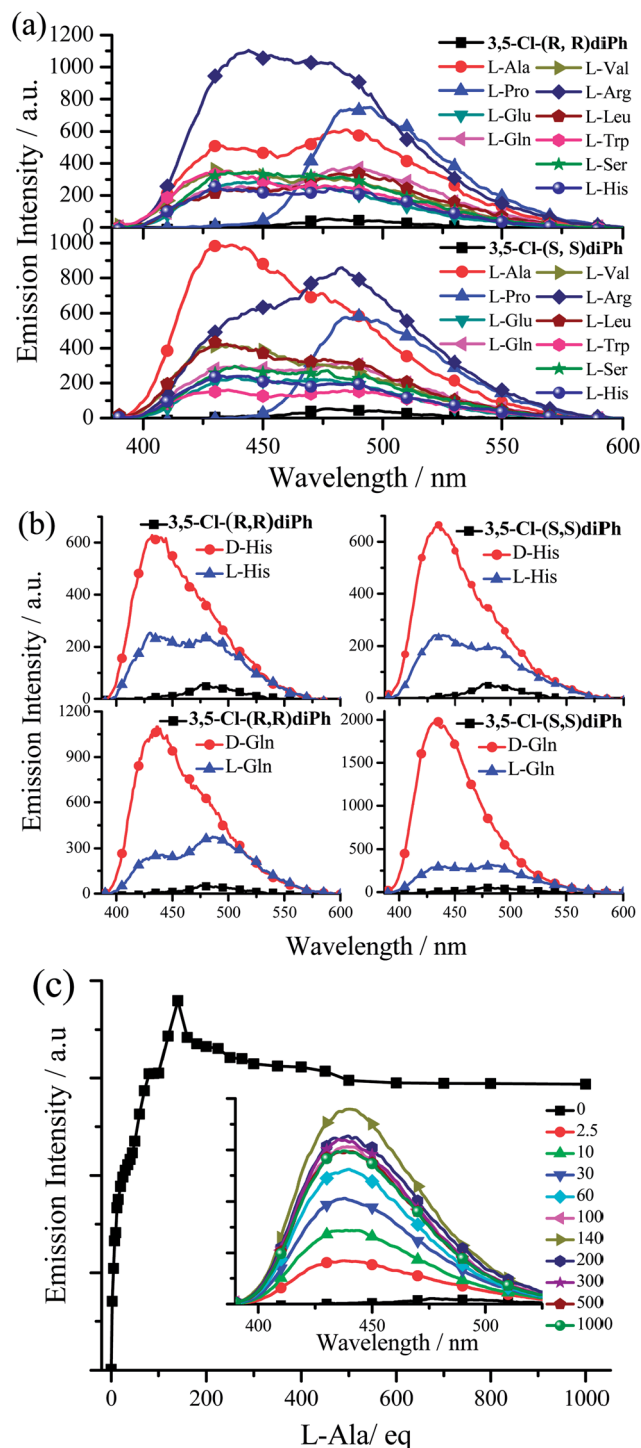 (a)
1200
1000
800
600
400
200
0
3,5-Cl-(R, R)diPh
L-Ala
L-Val
L-Pro
L-Arg
L-Glu
L-Leu
L-Gln
L-Trp
L-Ser
L-His
1000
800
600
400
200
0
3,5-Cl-(S, S)diPh
L-Ala
L-Val
L-Pro
L-Arg
L-Glu
L-Leu
L-Gln
L-Trp
L-Ser
L-His
Emission Intensity / a.u.
400 450 500 550 600
Wavelength / nm
(b)
600
400
200
0
3,5-Cl-(R,R)diPh
D-His
L-His
600
400
200
0
400 450 500 550 600
3,5-Cl-(S,S)diPh
D-His
L-His
1200
900
600
300
0
3,5-Cl-(R,R)diPh
D-Gln
L-Gln
2000
1500
1000
500
0
3,5-Cl-(S,S)diPh
D-Gln
L-Gln
Emission Intensity / a.u.
400 450 500 550 600
400 450 500 550 600
Wavelength / nm
(c)
Emission Intensity / a.u
0
2.5
10
30
60
100
140
200
300
500
1000
400 450 500
Wavelength / nm
0 200 400 600 800 1000
L-Ala/ eq